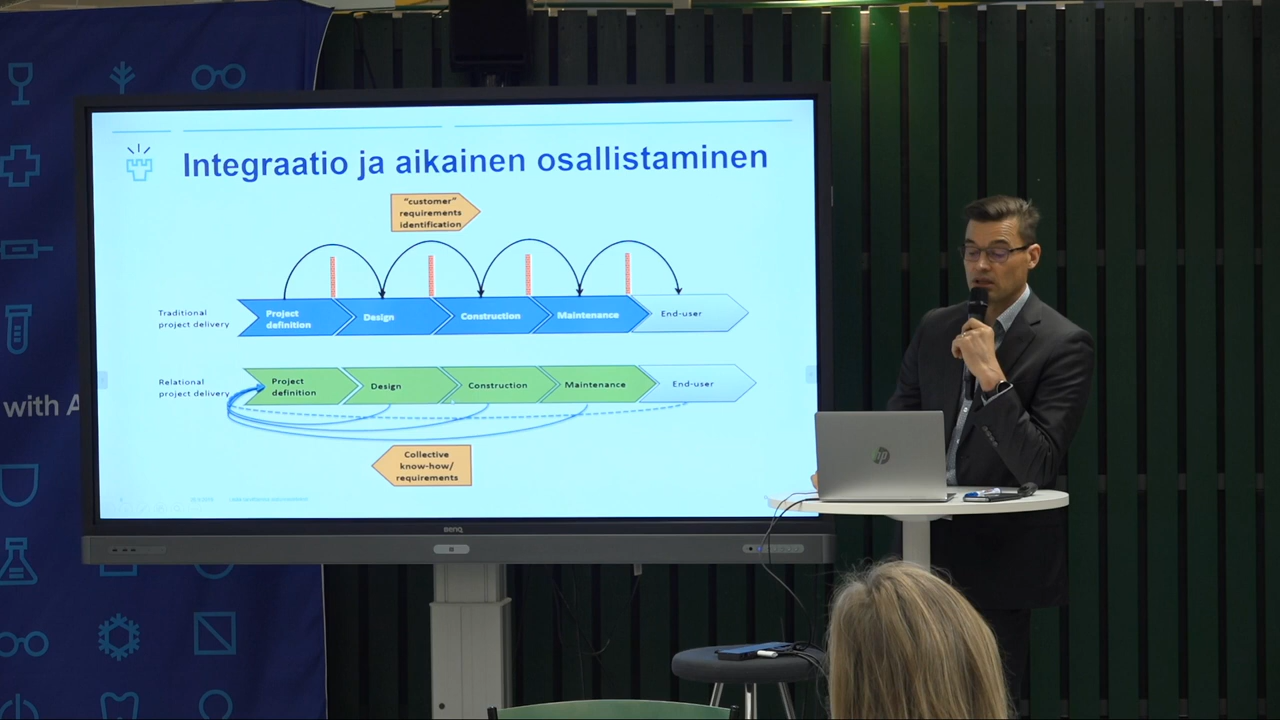 Integraatio ja aikainen osallistaminen
“customer”
requirements
identification
Traditional
project delivery
Project
definition
Design
Construction
Maintenance
End-user
Relational
project delivery
Project
definition
Design
Construction
Maintenance
End-user
Collective
know-how/
requirements
BenQ
hp
with A